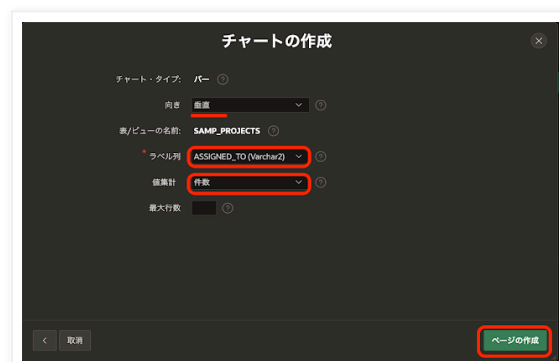 チャートの作成
チャート・タイプ: バー
向き 垂直
表/ビューの名前: SAMP_PROJECTS
* ラベル列 ASSIGNED_TO (Varchar2)
値集計 件数
最大行数
取消
ページの作成